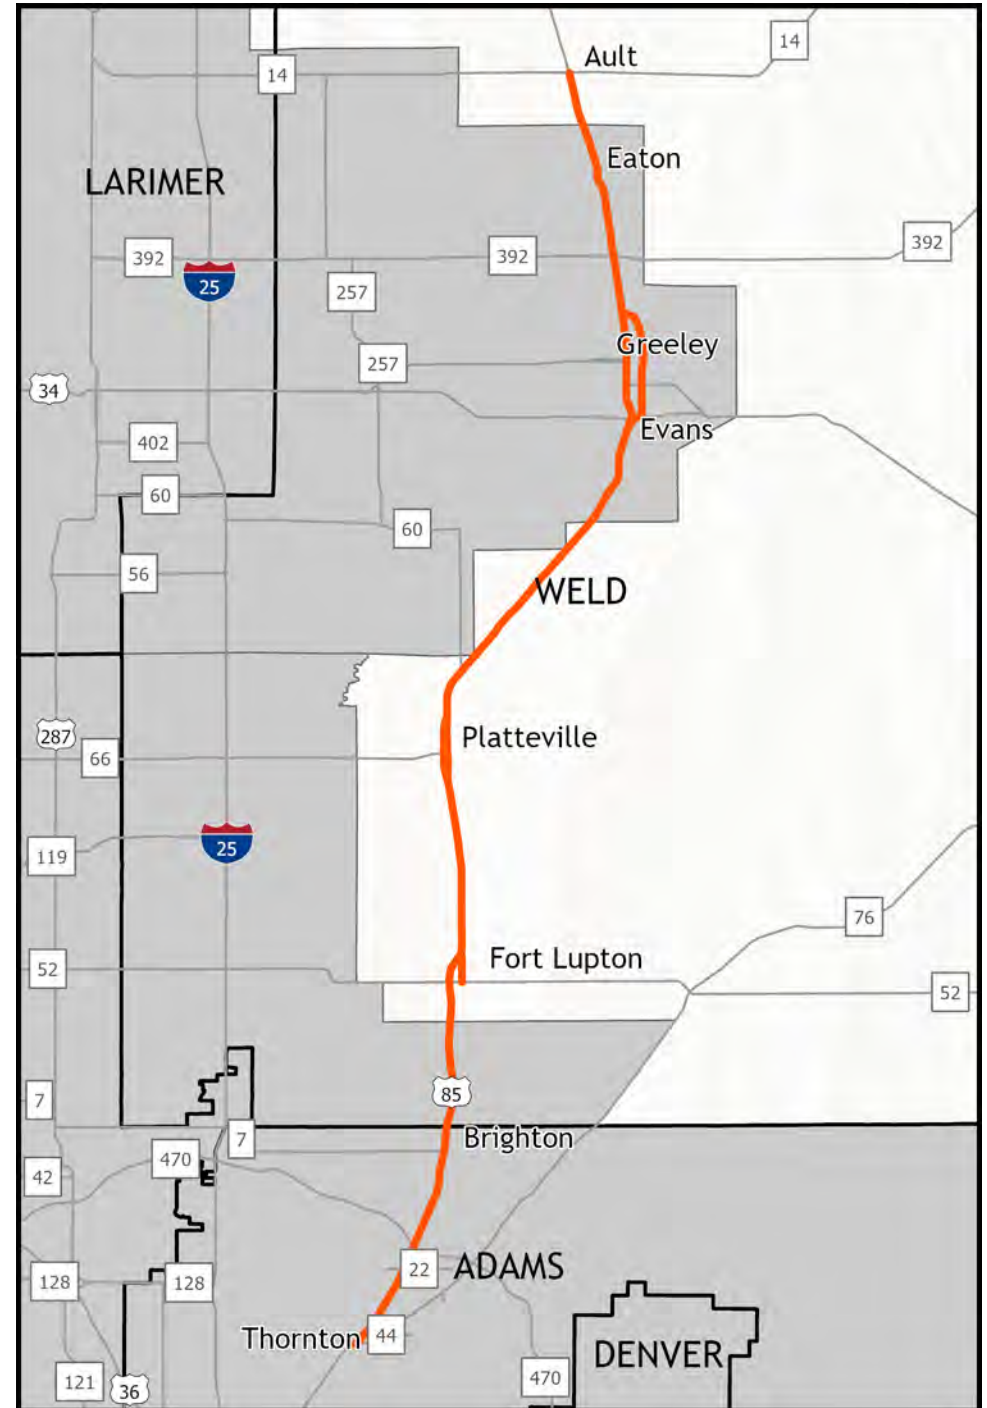 14
Ault
14
Eaton
LARIMER
392
392
392
25
257
Greeley
257
34
Evans
402
60
60
56
WELD
287
Platteville
66
25
119
76
Fort Lupton
52
52
85
7
7
Brighton
470
42
22
ADAMS
128
128
44
Thornton
DENVER
121
36
470